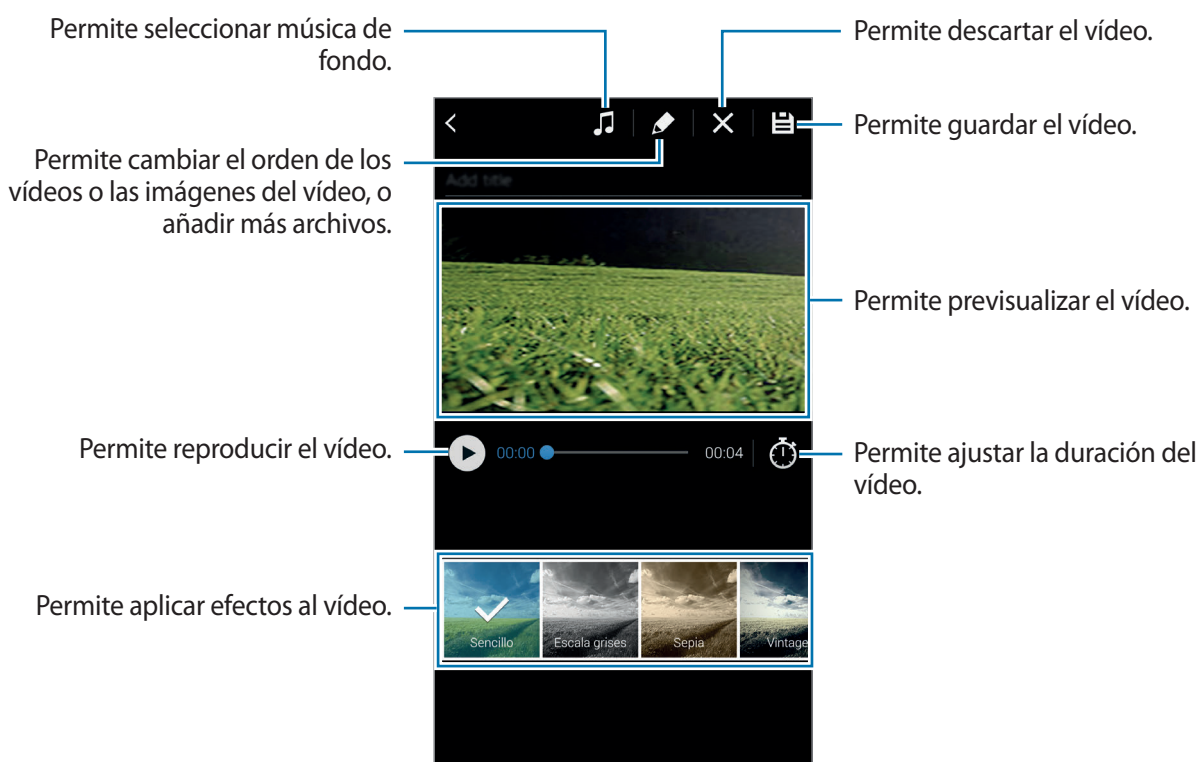 Permite seleccionar música de
fondo.
Permite descartar el vídeo.
Permite guardar el vídeo.
Permite cambiar el orden de los
vídeos o las imágenes del vídeo, o
añadir más archivos.
Add title
Permite previsualizar el vídeo.
Permite reproducir el vídeo.
00:00
00:04
Permite ajustar la duración del
vídeo.
Permite aplicar efectos al vídeo.
Sencillo
Escala grises
Sepia
Vintage